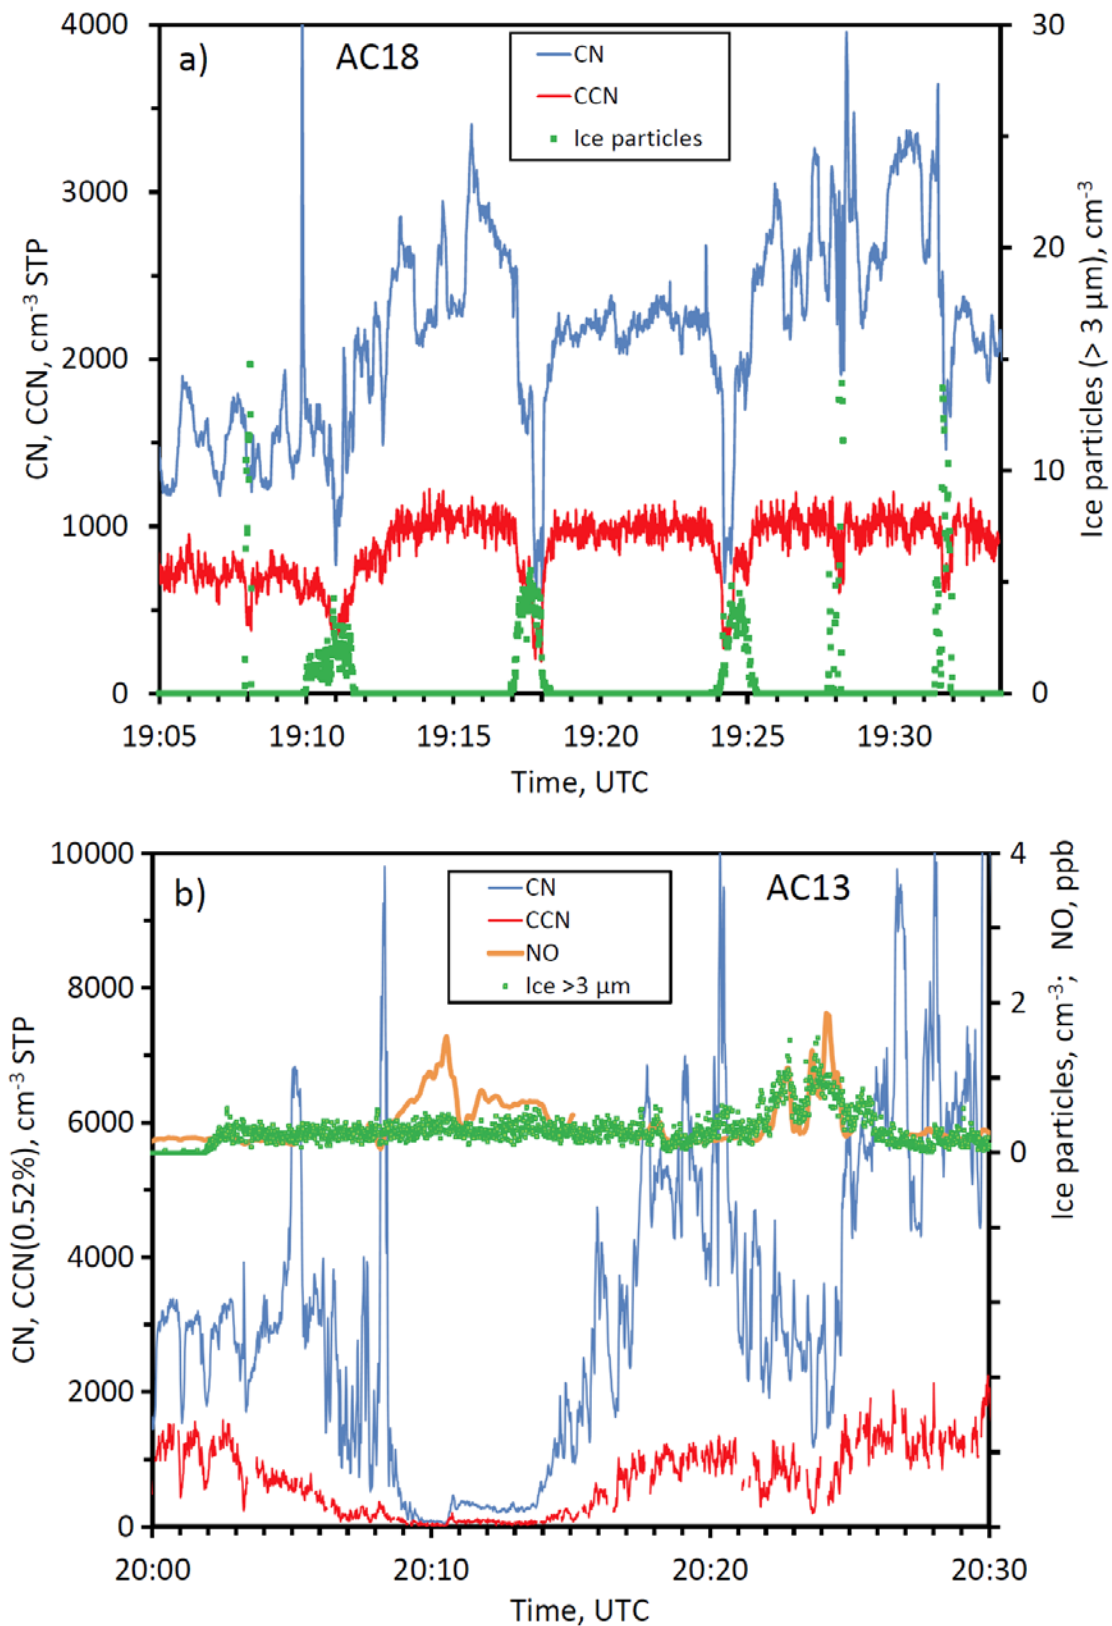 a)
AC18
CN
CCN
Ice particles
4000
3000
2000
1000
0
CN, CCN, cm⁻³ STP
30
20
10
0
Ice particles (> 3 µm), cm⁻³
19:05 19:10 19:15 19:20 19:25 19:30
Time, UTC
b)
AC13
CN
CCN
NO
Ice >3 µm
10000
8000
6000
4000
2000
0
CN, CCN(0.52%), cm⁻³ STP
4
2
0
Ice particles, cm⁻³; NO, ppb
20:00 20:10 20:20 20:30
Time, UTC